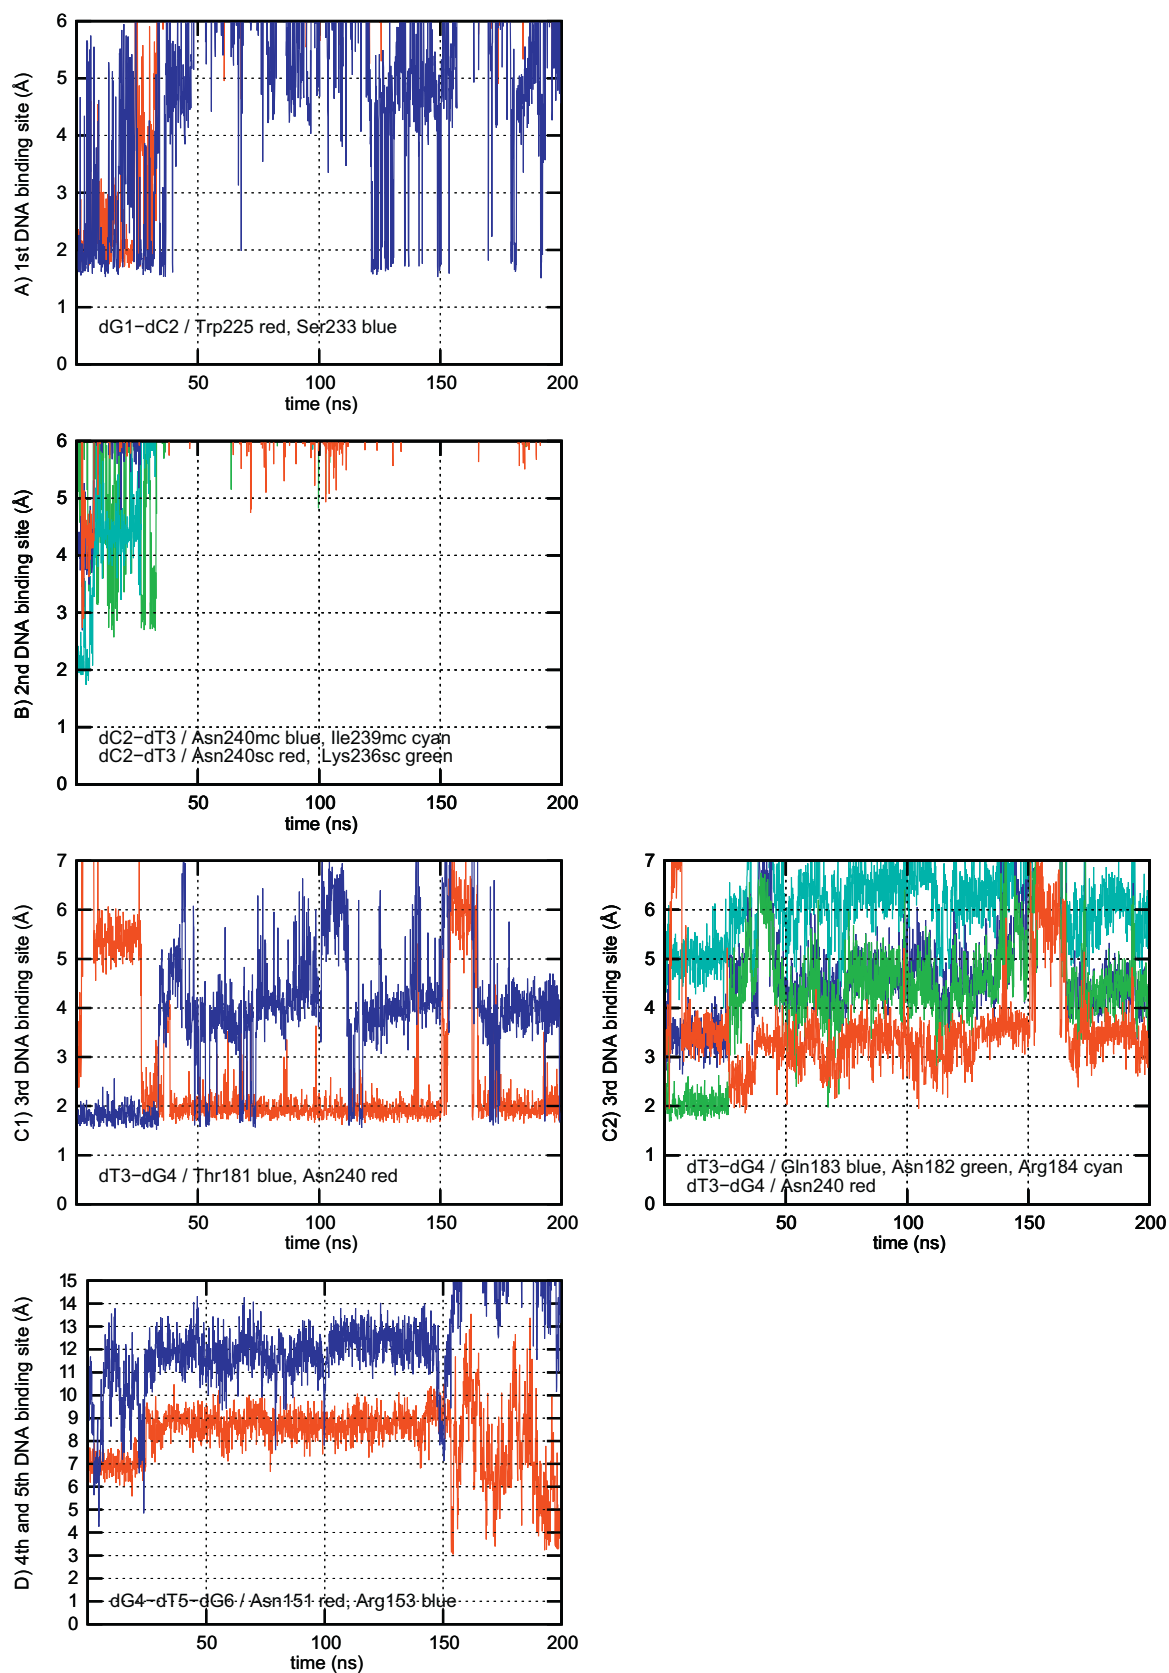 A) 1st DNA binding site (Å)
6
5
4
3
2
1
0
dG1−dC2 / Trp225 red, Ser233 blue
50 100 150 200
time (ns)
B) 2nd DNA binding site (Å)
6
5
4
3
2
1
0
dC2−dT3 / Asn240mc blue, Ile239mc cyan
dC2−dT3 / Asn240sc red, Lys236sc green
50 100 150 200
time (ns)
C1) 3rd DNA binding site (Å)
7
6
5
4
3
2
1
0
dT3−dG4 / Thr181 blue, Asn240 red
50 100 150 200
time (ns)
C2) 3rd DNA binding site (Å)
7
6
5
4
3
2
1
0
dT3−dG4 / Gln183 blue, Asn182 green, Arg184 cyan
dT3−dG4 / Asn240 red
50 100 150 200
time (ns)
D) 4th and 5th DNA binding site (Å)
15
14
13
12
11
10
9
8
7
6
5
4
3
2
1
0
dG4−dT5−dG6 / Asn151 red, Arg153 blue
50 100 150 200
time (ns)